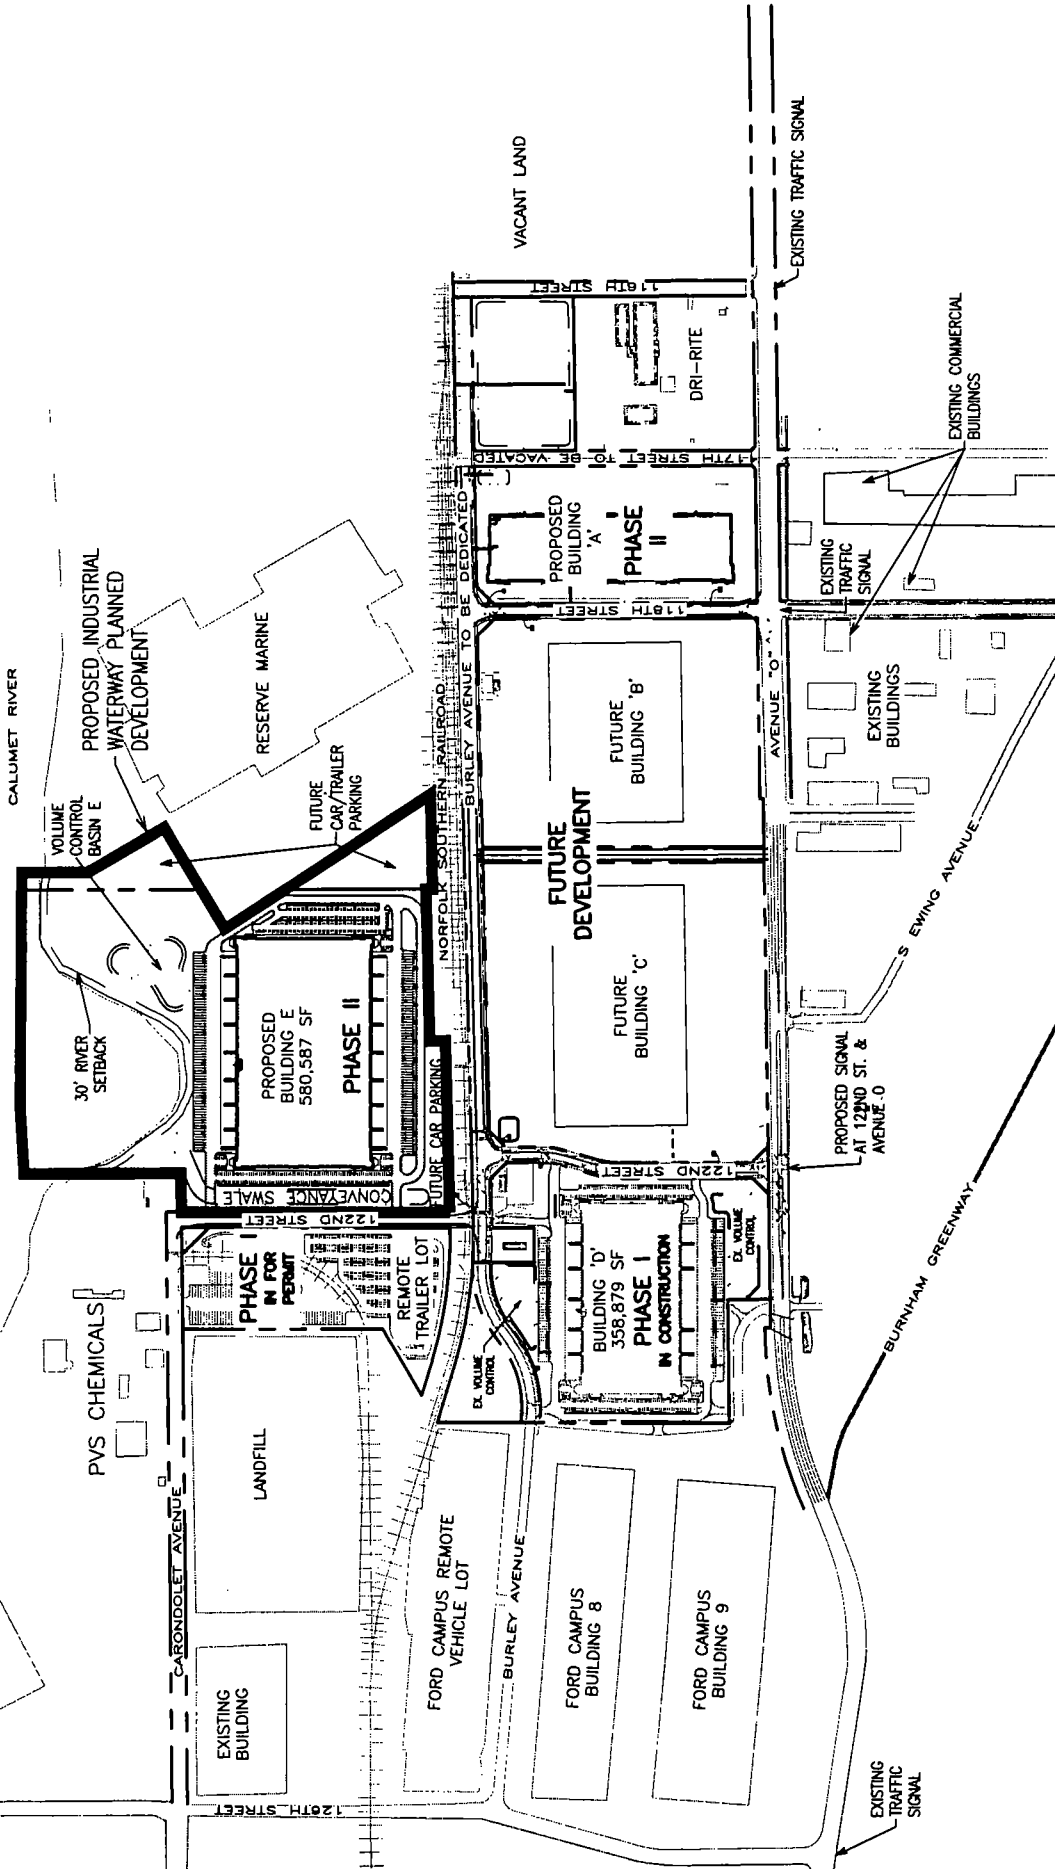 CALUMET RIVER
PROPOSED INDUSTRIAL
WATERWAY PLANNED
DEVELOPMENT
VOLUME
CONTROL
BASIN E
30' RIVER
SETBACK
RESERVE MARINE
FUTURE
CAR/TRAILER
PARKING
PROPOSED
BUILDING E
580,587 SF
PHASE II
FUTURE CAR PARKING
CONVEYANCE SWALE
122ND STREET
NORFOLK SOUTHERN RAILROAD
BURLEY AVENUE TO BE DEDICATED
VACANT LAND
116TH STREET
DRI-RITE
17TH STREET TO BE VACATED
PROPOSED
BUILDING
'A'
PHASE
II
118TH STREET
EXISTING TRAFFIC SIGNAL
EXISTING COMMERCIAL
BUILDINGS
EXISTING
TRAFFIC
SIGNAL
AVENUE "O"
EXISTING
BUILDINGS
FUTURE
BUILDING 'B'
FUTURE
DEVELOPMENT
FUTURE
BUILDING 'C'
S EWING AVENUE
PROPOSED SIGNAL
AT 122ND ST. &
AVENUE O
122ND STREET
BURNHAM GREENWAY
EX. VOLUME
CONTROL
BUILDING 'D'
358,879 SF
PHASE I
IN CONSTRUCTION
EX. VOLUME
CONTROL
PHASE I
IN FOR
PERMIT
REMOTE
TRAILER LOT
PVS CHEMICALS
LANDFILL
CARONDOLET AVENUE
EXISTING
BUILDING
126TH STREET
FORD CAMPUS REMOTE
VEHICLE LOT
BURLEY AVENUE
FORD CAMPUS
BUILDING 8
FORD CAMPUS
BUILDING 9
EXISTING
TRAFFIC
SIGNAL